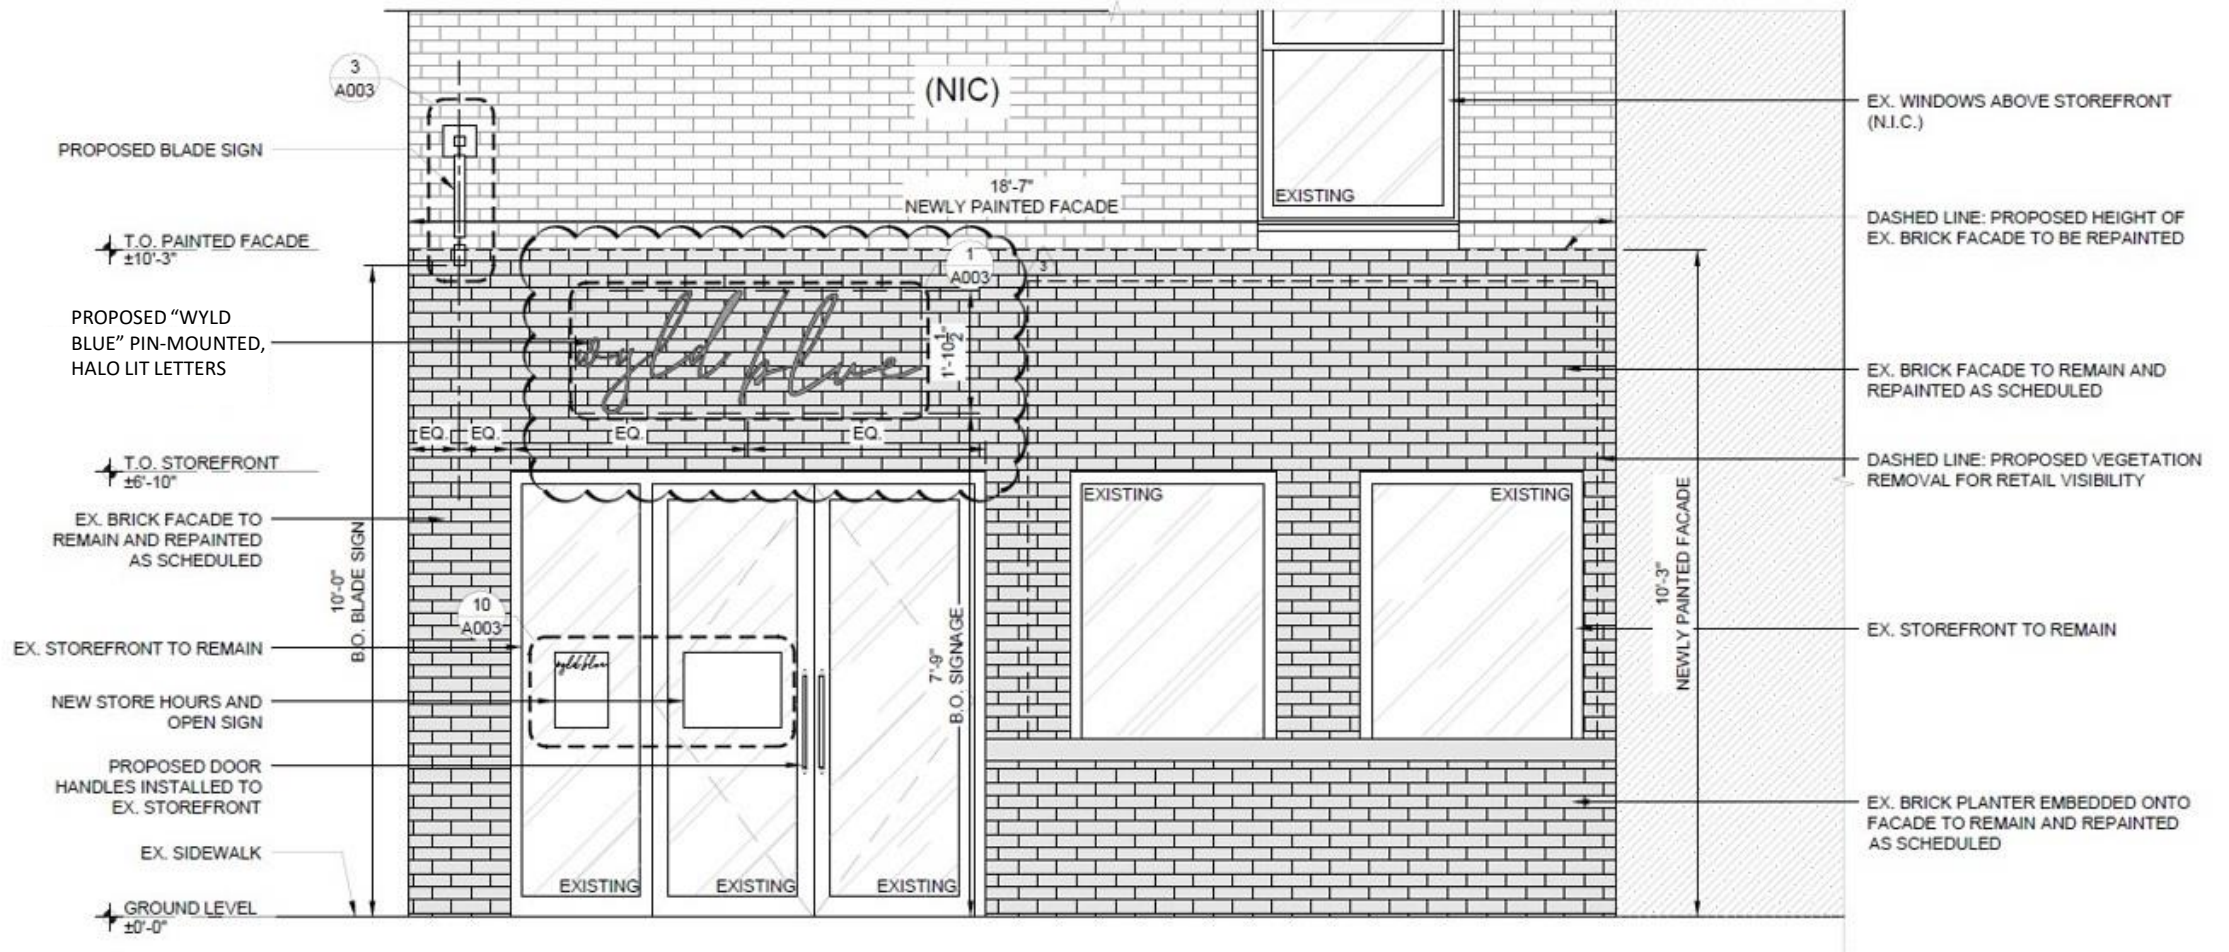 3
A003
(NIC)
PROPOSED BLADE SIGN
T.O. PAINTED FACADE
±10'-3"
PROPOSED “WYLD
BLUE” PIN-MOUNTED,
HALO LIT LETTERS
T.O. STOREFRONT
±6'-10"
EX. BRICK FACADE TO
REMAIN AND REPAINTED
AS SCHEDULED
10'-0"
B.O. BLADE SIGN
EX. STOREFRONT TO REMAIN
NEW STORE HOURS AND
OPEN SIGN
PROPOSED DOOR
HANDLES INSTALLED TO
EX. STOREFRONT
EX. SIDEWALK
GROUND LEVEL
±0'-0"
18'-7"
NEWLY PAINTED FACADE
1
A003
3
wyld blue
1'-10 1/2"
EQ.
EQ.
EQ.
EQ.
10
A003
wyld blue
7'-9"
B.O. SIGNAGE
EXISTING
EXISTING
EXISTING
EXISTING
EXISTING
EXISTING
10'-3"
NEWLY PAINTED FACADE
EX. WINDOWS ABOVE STOREFRONT
(N.I.C.)
DASHED LINE: PROPOSED HEIGHT OF
EX. BRICK FACADE TO BE REPAINTED
EX. BRICK FACADE TO REMAIN AND
REPAINTED AS SCHEDULED
DASHED LINE: PROPOSED VEGETATION
REMOVAL FOR RETAIL VISIBILITY
EX. STOREFRONT TO REMAIN
EX. BRICK PLANTER EMBEDDED ONTO
FACADE TO REMAIN AND REPAINTED
AS SCHEDULED